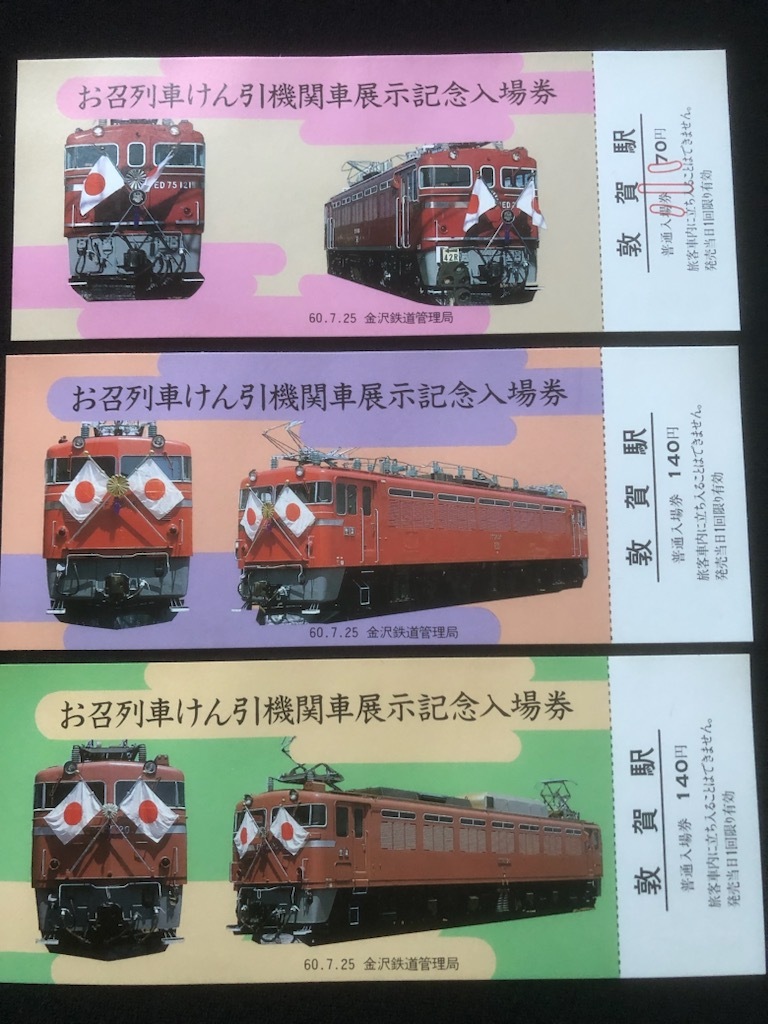 お召列車けん引機関車展示記念入場券
ED75 121
42R
60.7.25 金沢鉄道管理局
敦賀駅
普通入場券 70円
旅客車内に立ち入ることはできません。
発売当日1回限り有効
お召列車けん引機関車展示記念入場券
60.7.25 金沢鉄道管理局
敦賀駅
普通入場券 140円
旅客車内に立ち入ることはできません。
発売当日1回限り有効
お召列車けん引機関車展示記念入場券
60.7.25 金沢鉄道管理局
敦賀駅
普通入場券 140円
旅客車内に立ち入ることはできません。
発売当日1回限り有効